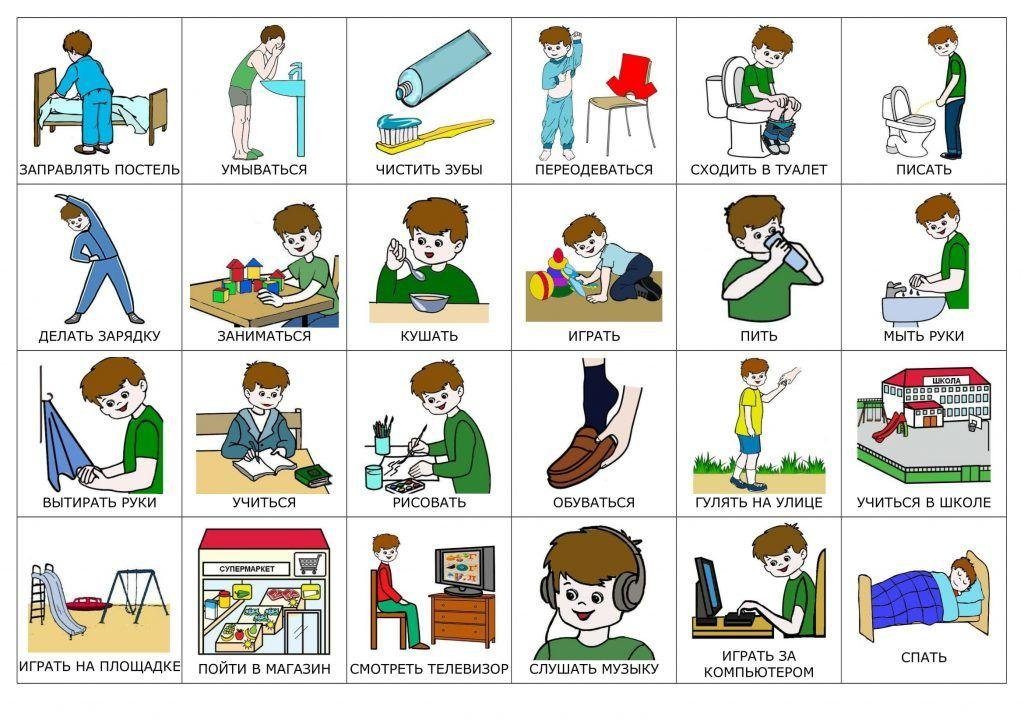 ЗАПРАВЛЯТЬ ПОСТЕЛЬ
УМЫВАТЬСЯ
ЧИСТИТЬ ЗУБЫ
ПЕРЕОДЕВАТЬСЯ
СХОДИТЬ В ТУАЛЕТ
ПИСАТЬ
ДЕЛАТЬ ЗАРЯДКУ
ЗАНИМАТЬСЯ
КУШАТЬ
ИГРАТЬ
ПИТЬ
МЫТЬ РУКИ
ВЫТИРАТЬ РУКИ
УЧИТЬСЯ
РИСОВАТЬ
ОБУВАТЬСЯ
ГУЛЯТЬ НА УЛИЦЕ
ШКОЛА
УЧИТЬСЯ В ШКОЛЕ
ИГРАТЬ НА ПЛОЩАДКЕ
СУПЕРМАРКЕТ
ПОЙТИ В МАГАЗИН
СМОТРЕТЬ ТЕЛЕВИЗОР
СЛУШАТЬ МУЗЫКУ
ИГРАТЬ ЗА
КОМПЬЮТЕРОМ
СПАТЬ